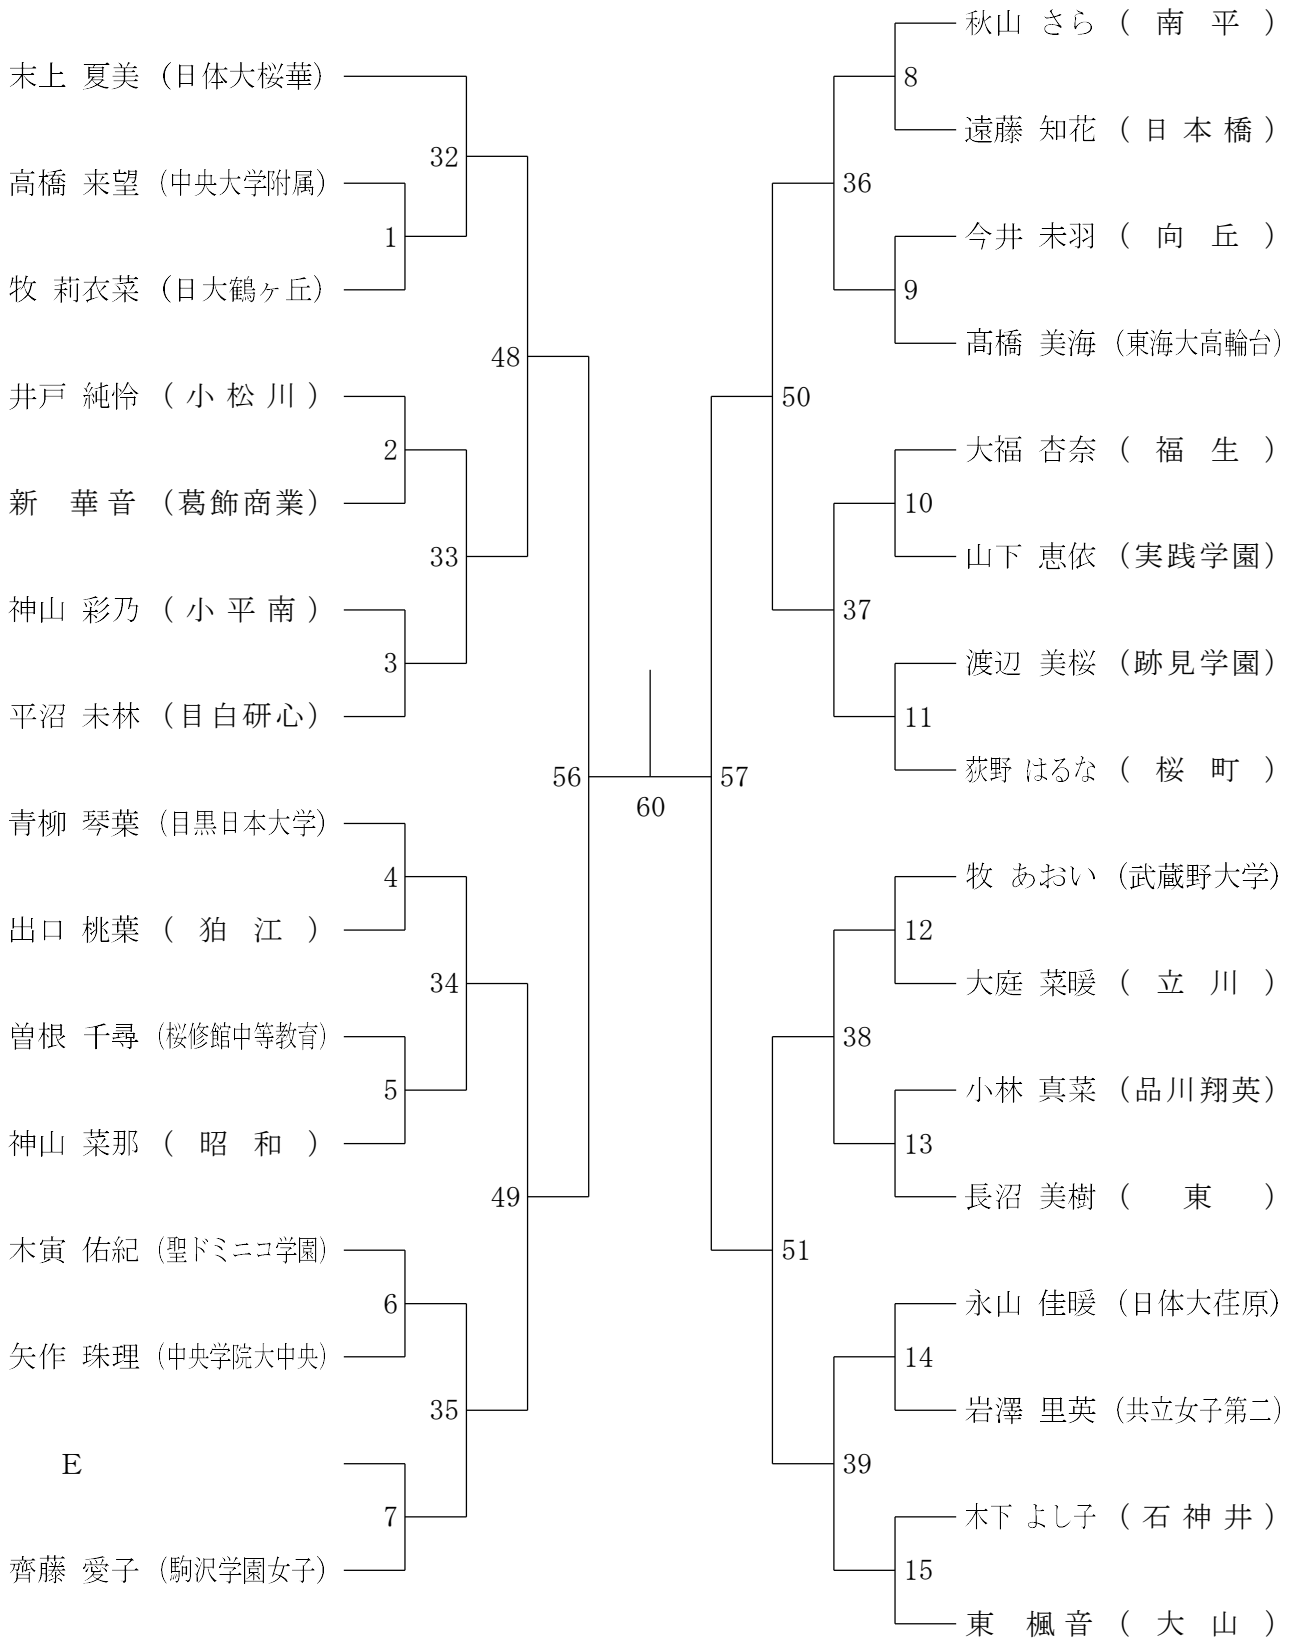 末上 夏美 (日体大桜華)
32
高橋 来望 (中央大学附属)
1
牧 莉衣菜 (日大鶴ヶ丘)
48
井戸 純怜 (小松川)
2
新 華音 (葛飾商業)
33
神山 彩乃 (小平南)
3
平沼 未林 (目白研心)
56
青柳 琴葉 (目黒日本大学)
4
出口 桃葉 (狛江)
34
曽根 千尋 (桜修館中等教育)
5
神山 菜那 (昭和)
49
木寅 佑紀 (聖ドミニコ学園)
6
矢作 珠理 (中央学院大中央)
35
E
7
齊藤 愛子 (駒沢学園女子)
60
秋山 さら (南平)
8
遠藤 知花 (日本橋)
36
今井 未羽 (向丘)
9
髙橋 美海 (東海大高輪台)
50
大福 杏奈 (福生)
10
山下 恵依 (実践学園)
37
渡辺 美桜 (跡見学園)
11
荻野 はるな (桜町)
57
牧 あおい (武蔵野大学)
12
大庭 菜暖 (立川)
38
小林 真菜 (品川翔英)
13
長沼 美樹 (東)
51
永山 佳暖 (日体大荏原)
14
岩澤 里英 (共立女子第二)
39
木下 よし子 (石神井)
15
東 楓音 (大山)